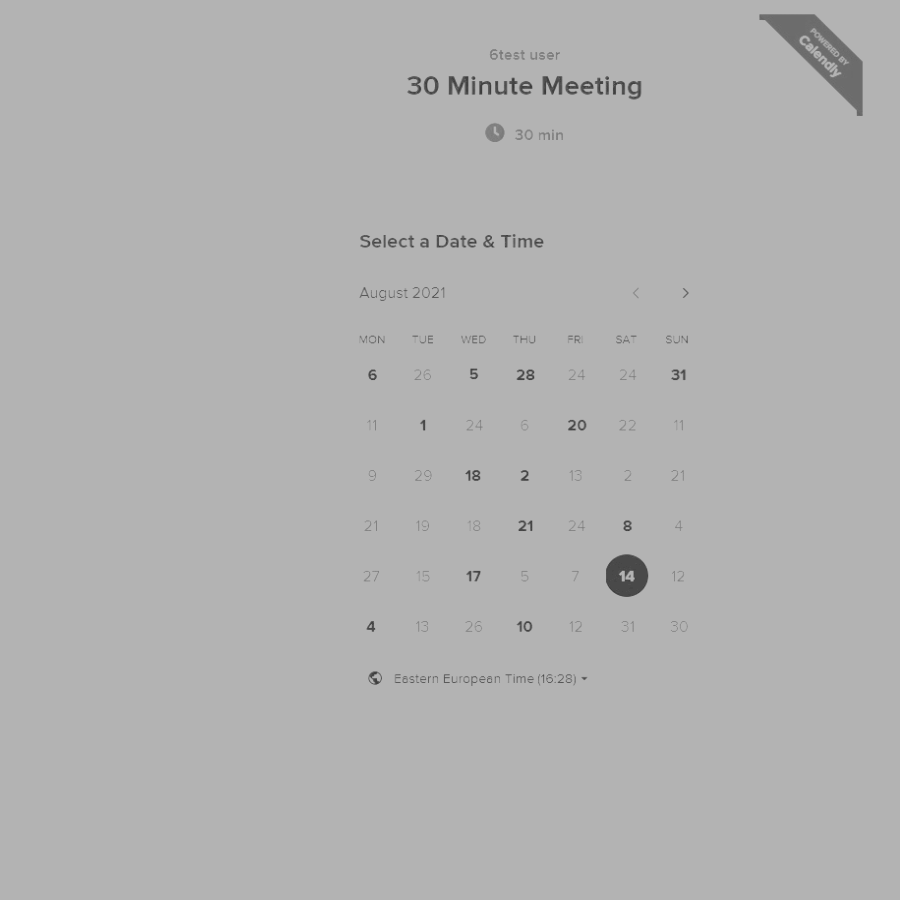 POWERED BY
Calendly
6test user
30 Minute Meeting
30 min
Select a Date & Time
August 2021
MON TUE WED THU FRI SAT SUN
6 26 5 28 24 24 31
11 1 24 6 20 22 11
9 29 18 2 13 2 21
21 19 18 21 24 8 4
27 15 17 5 7 14 12
4 13 26 10 12 31 30
Eastern European Time (16:28)